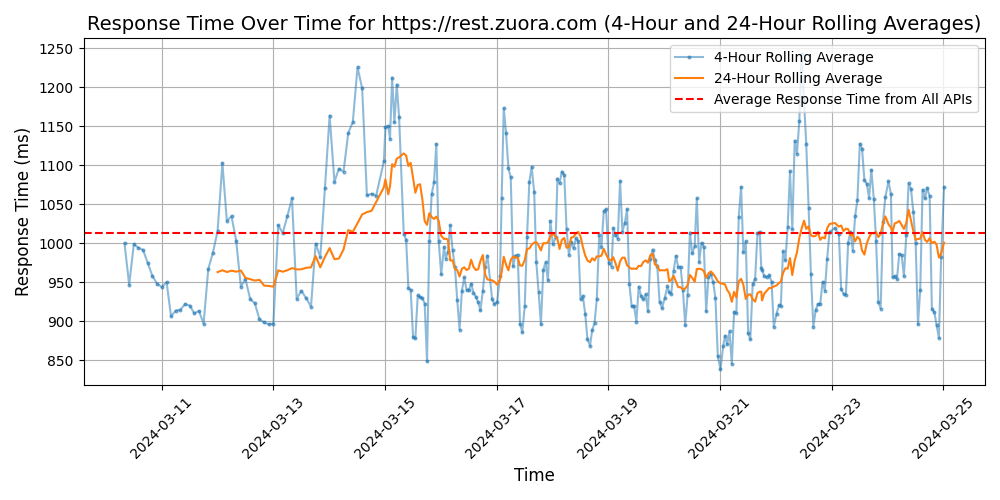 Response Time Over Time for https://rest.zuora.com (4-Hour and 24-Hour Rolling Averages)
4-Hour Rolling Average
24-Hour Rolling Average
Average Response Time from All APIs
Response Time (ms)
1250
1200
1150
1100
1050
1000
950
900
850
2024-03-11
2024-03-13
2024-03-15
2024-03-17
2024-03-19
2024-03-21
2024-03-23
2024-03-25
Time